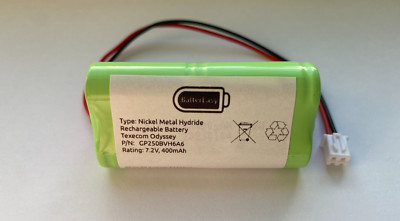 BatteryEasy
Type: Nickel Metal Hydride
Rechargeable Battery
Texecom Odyssey
P/N: GP250BVH6A6
Rating: 7.2V, 400mAh